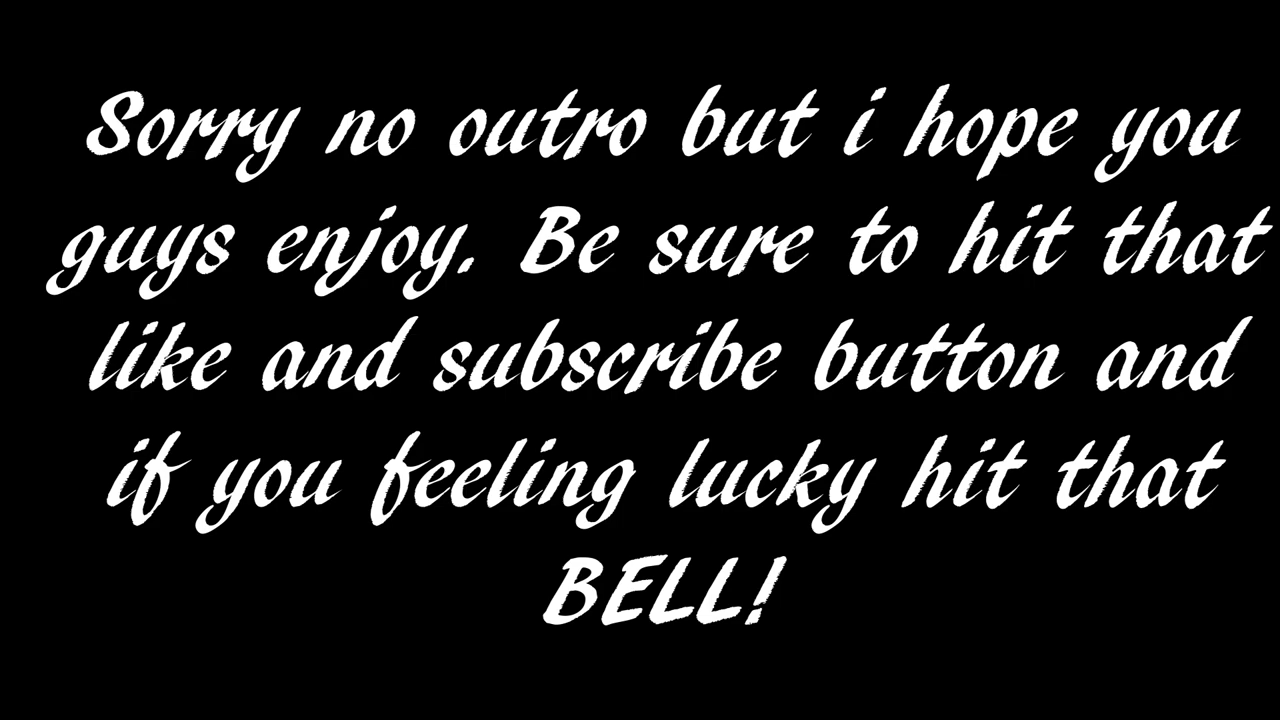 Sorry no outro but i hope you
guys enjoy. Be sure to hit that
like and subscribe button and
if you feeling lucky hit that
BELL!